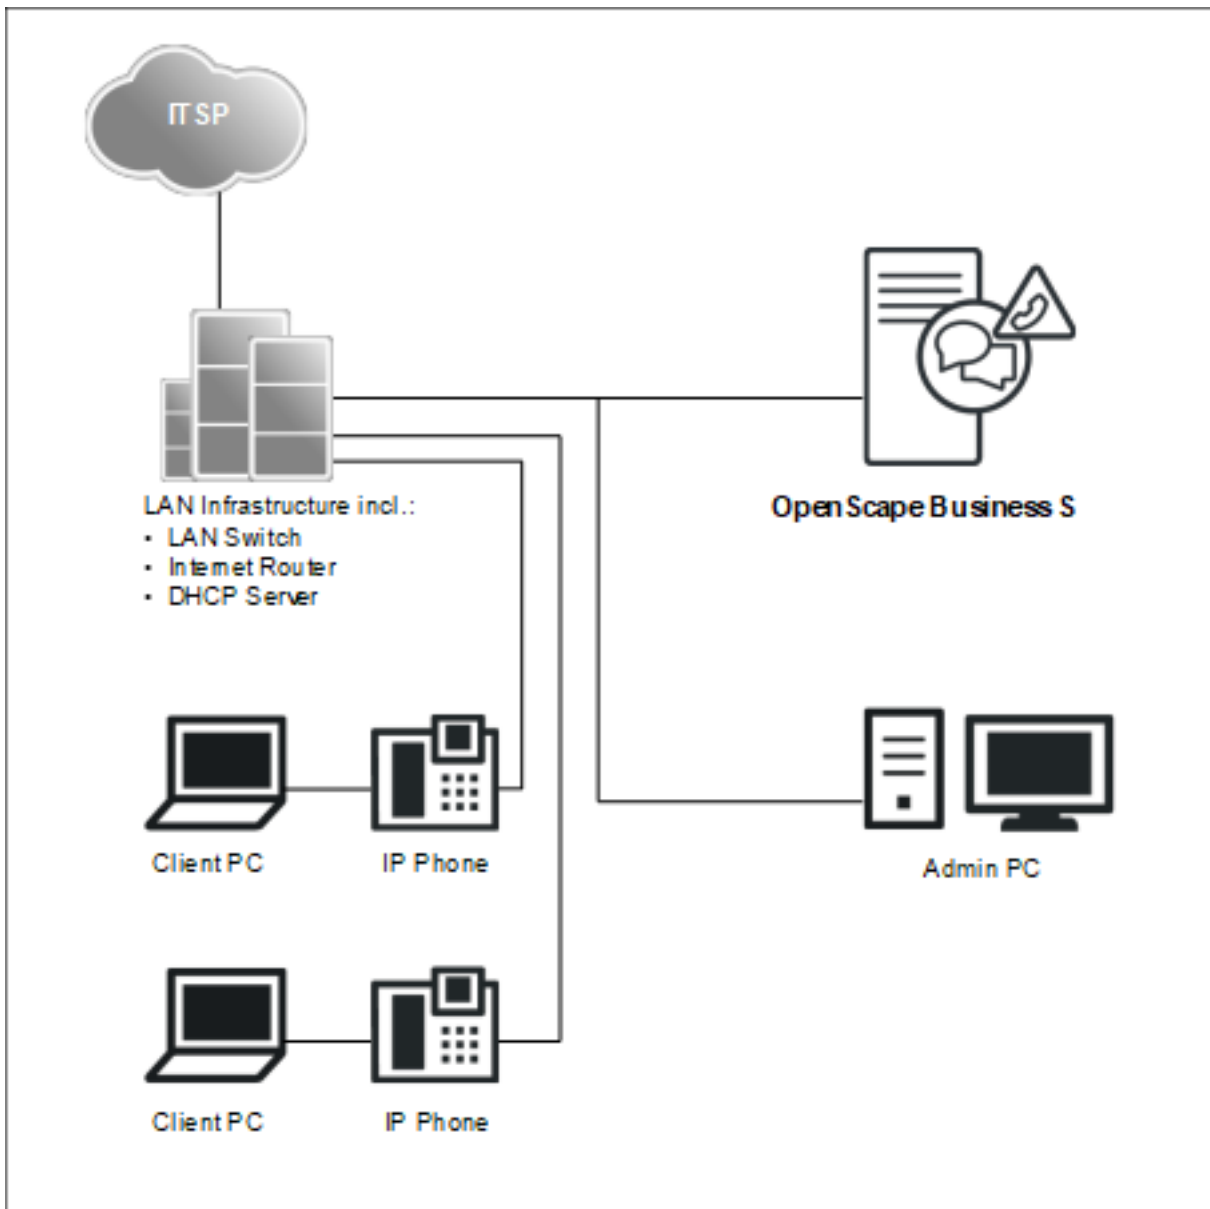 ITSP
LAN Infrastructure incl.:
• LAN Switch
• Internet Router
• DHCP Server
OpenScape Business S
Client PC
IP Phone
Admin PC
Client PC
IP Phone